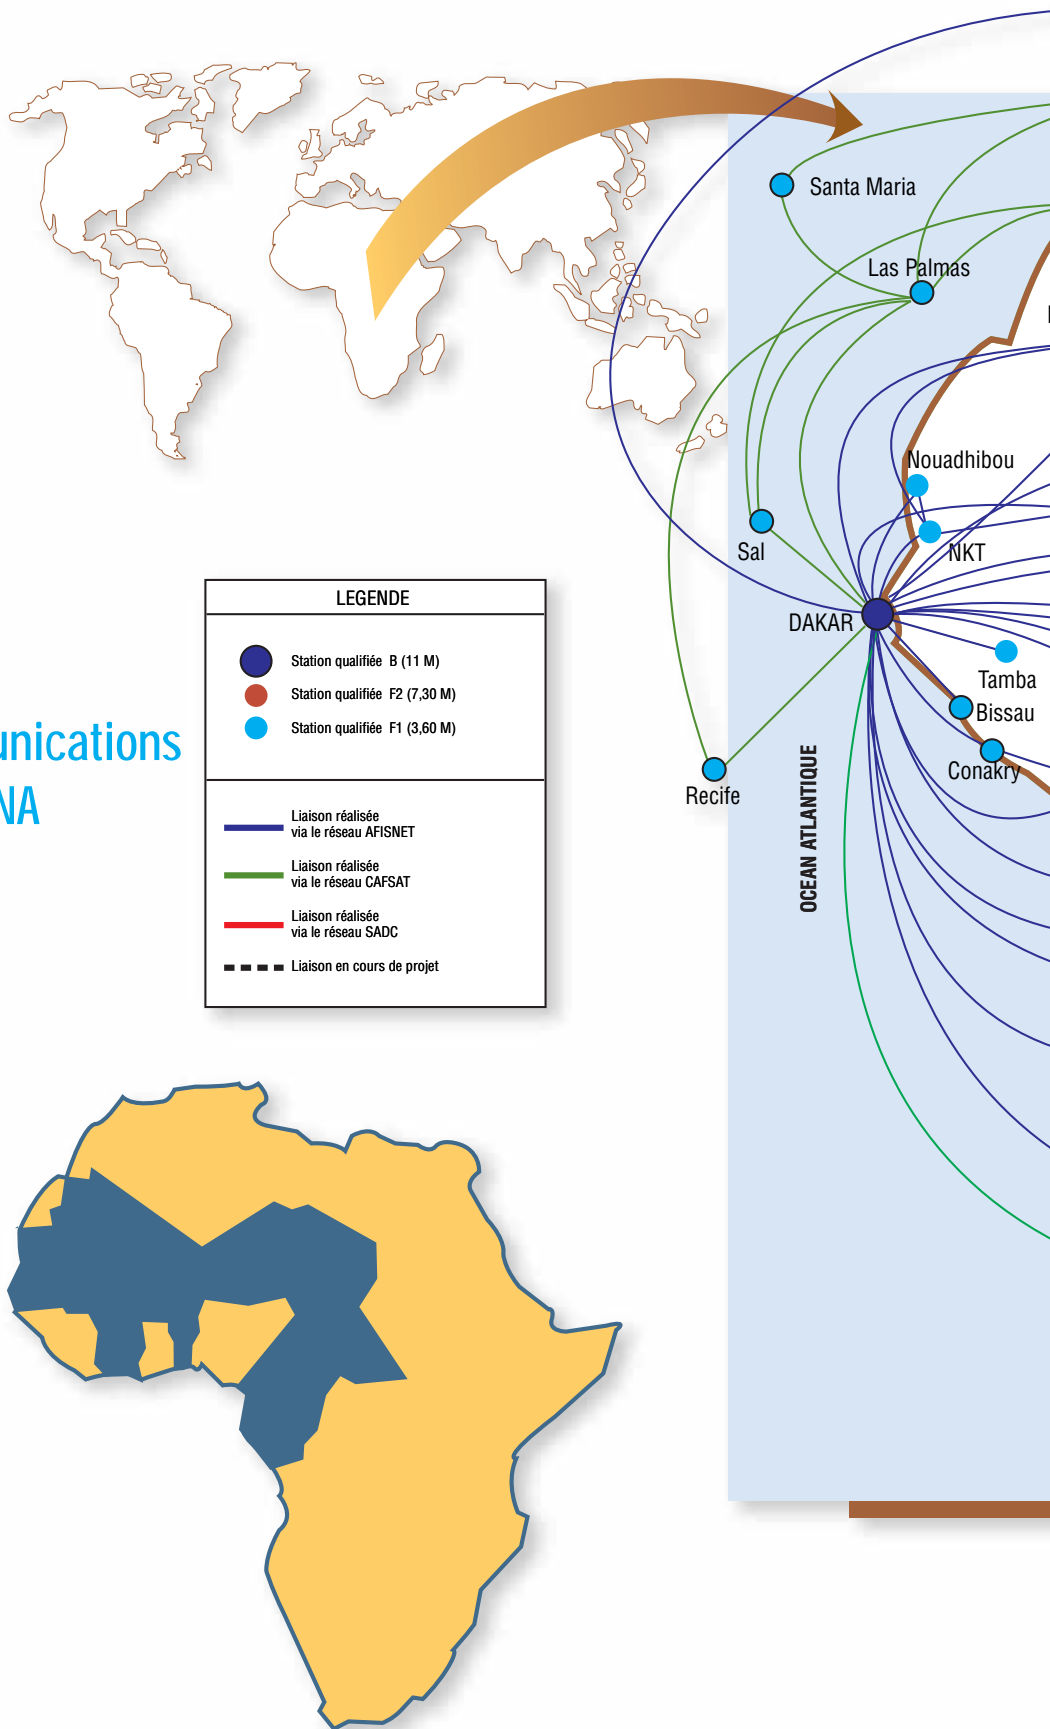 Santa Maria
Las Palmas
Nouadhibou
NKT
Sal
DAKAR
Tamba
Bissau
Conakry
Recife
OCEAN ATLANTIQUE
LEGENDE
Station qualifiée B (11 M)
Station qualifiée F2 (7,30 M)
Station qualifiée F1 (3,60 M)
Liaison réalisée
via le réseau AFISNET
Liaison réalisée
via le réseau CAFSAT
Liaison réalisée
via le réseau SADC
Liaison en cours de projet
unications
NA